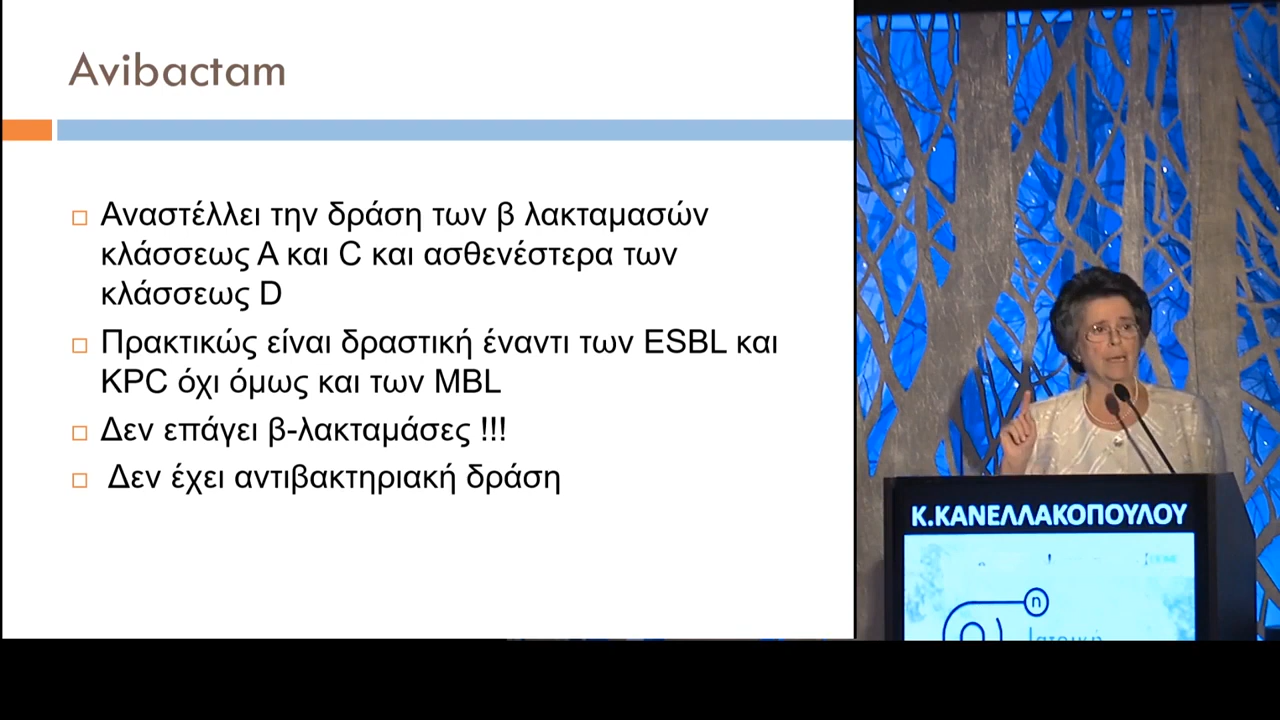 Avibactam
Αναστέλλει την δράση των β λακταμασών
κλάσσεως Α και C και ασθενέστερα των
κλάσσεως D
Πρακτικώς είναι δραστική έναντι των ESBL και
KPC όχι όμως και των MBL
Δεν επάγει β-λακταμάσες !!!
Δεν έχει αντιβακτηριακή δράση
Κ.ΚΑΝΕΛΛΑΚΟΠΟΥΛΟΥ
η